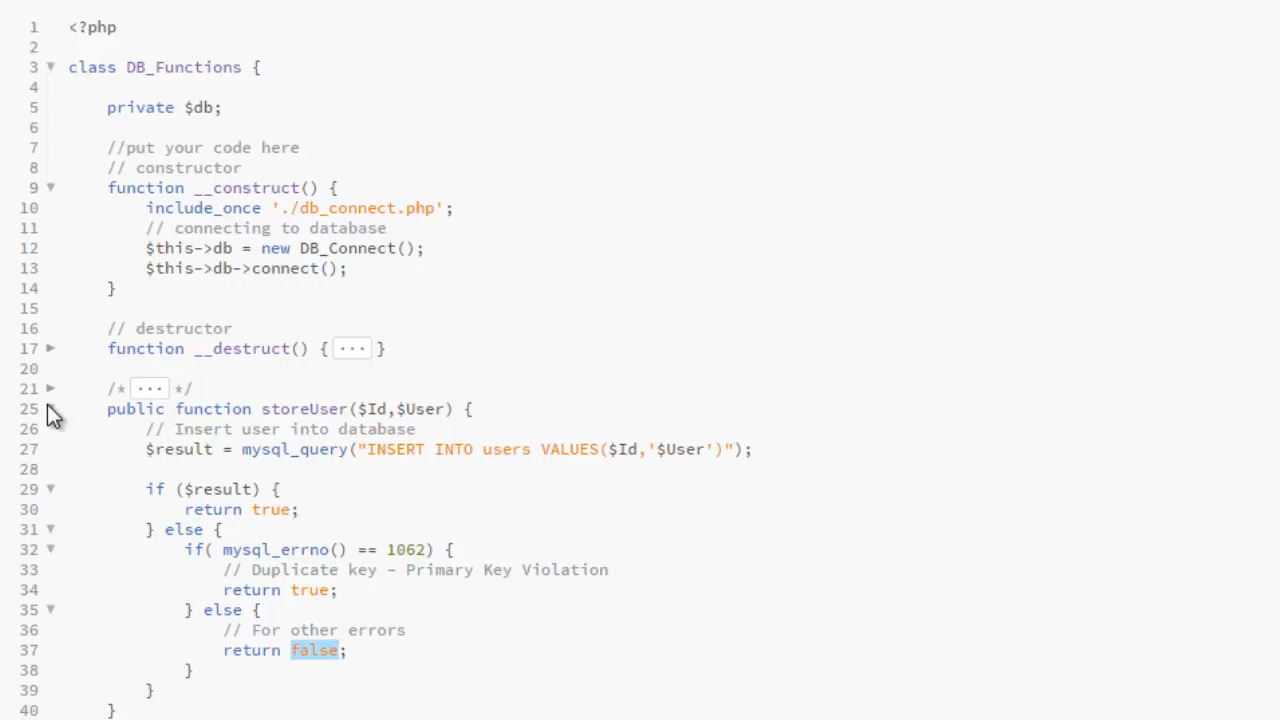 1 <?php
2
3 class DB_Functions {
4
5 private $db;
6
7 //put your code here
8 // constructor
9 function __construct() {
10 include_once './db_connect.php';
11 // connecting to database
12 $this->db = new DB_Connect();
13 $this->db->connect();
14 }
15
16 // destructor
17 function __destruct() { ... }
20
21 /* ... */
25 public function storeUser($Id,$User) {
26 // Insert user into database
27 $result = mysql_query("INSERT INTO users VALUES($Id,'$User')");
28
29 if ($result) {
30 return true;
31 } else {
32 if( mysql_errno() == 1062) {
33 // Duplicate key - Primary Key Violation
34 return true;
35 } else {
36 // For other errors
37 return false;
38 }
39 }
40 }